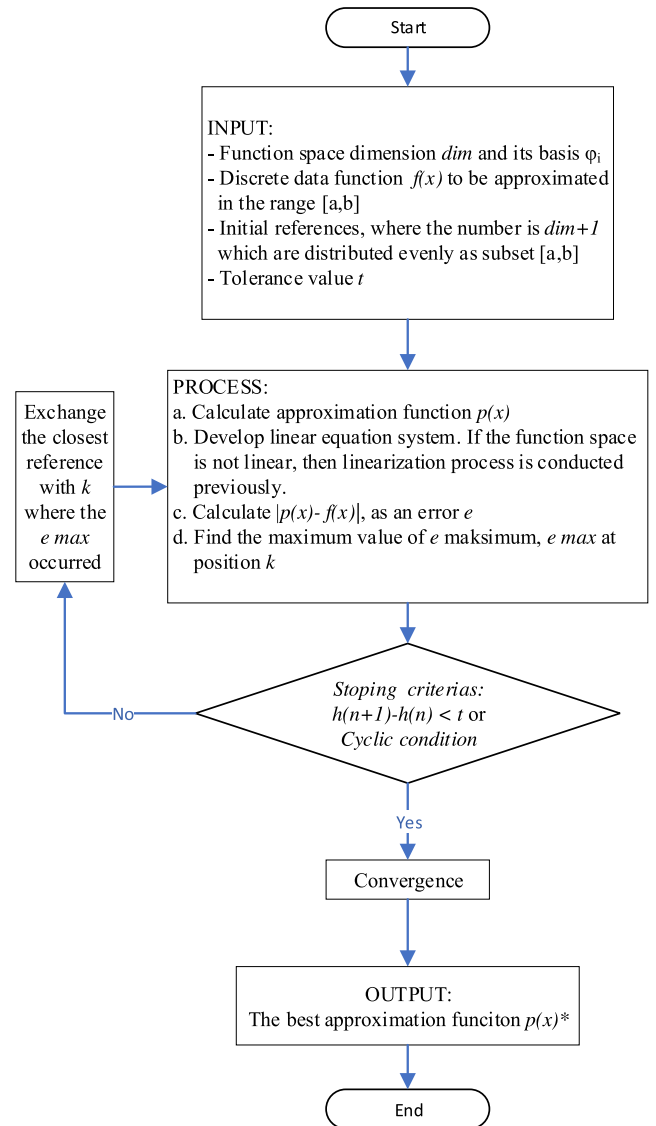 Start
INPUT:
- Function space dimension dim and its basis φi
- Discrete data function f(x) to be approximated
in the range [a,b]
- Initial references, where the number is dim+1
which are distributed evenly as subset [a,b]
- Tolerance value t
Exchange
the closest
reference
with k
where the
e max
occurred
PROCESS:
a. Calculate approximation function p(x)
b. Develop linear equation system. If the function space
is not linear, then linearization process is conducted
previously.
c. Calculate |p(x)- f(x)|, as an error e
d. Find the maximum value of e maksimum, e max at
position k
Stoping criterias:
h(n+1)-h(n) < t or
Cyclic condition
No
Yes
Convergence
OUTPUT:
The best approximation funciton p(x)*
End